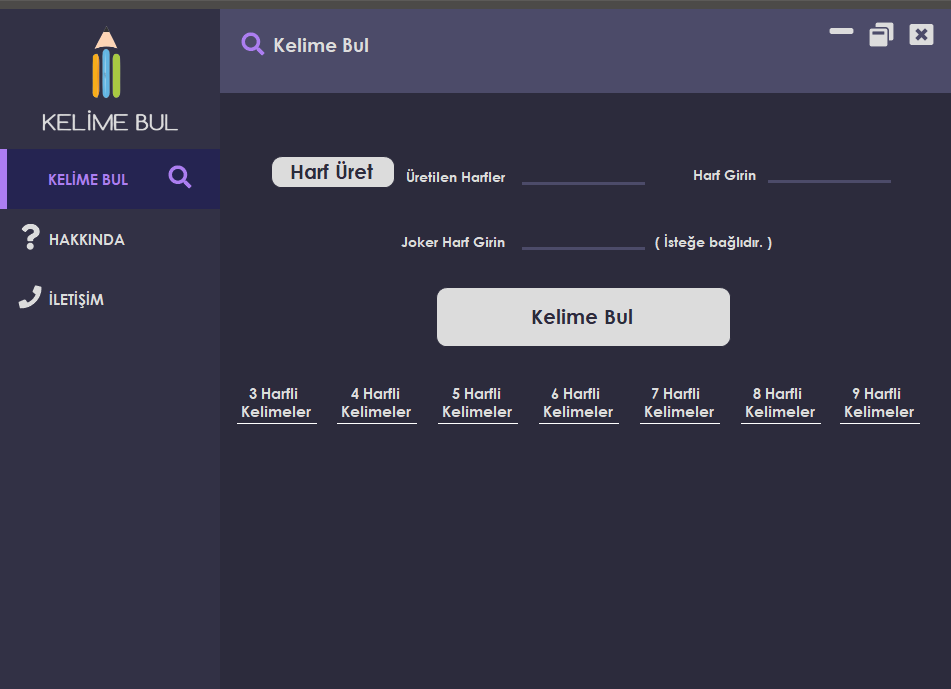 KELİME BUL
Kelime Bul
KELİME BUL
HAKKINDA
İLETİŞİM
Harf Üret Üretilen Harfler Harf Girin
Joker Harf Girin ( İsteğe bağlıdır. )
Kelime Bul
3 Harfli 4 Harfli 5 Harfli 6 Harfli 7 Harfli 8 Harfli 9 Harfli
Kelimeler Kelimeler Kelimeler Kelimeler Kelimeler Kelimeler Kelimeler